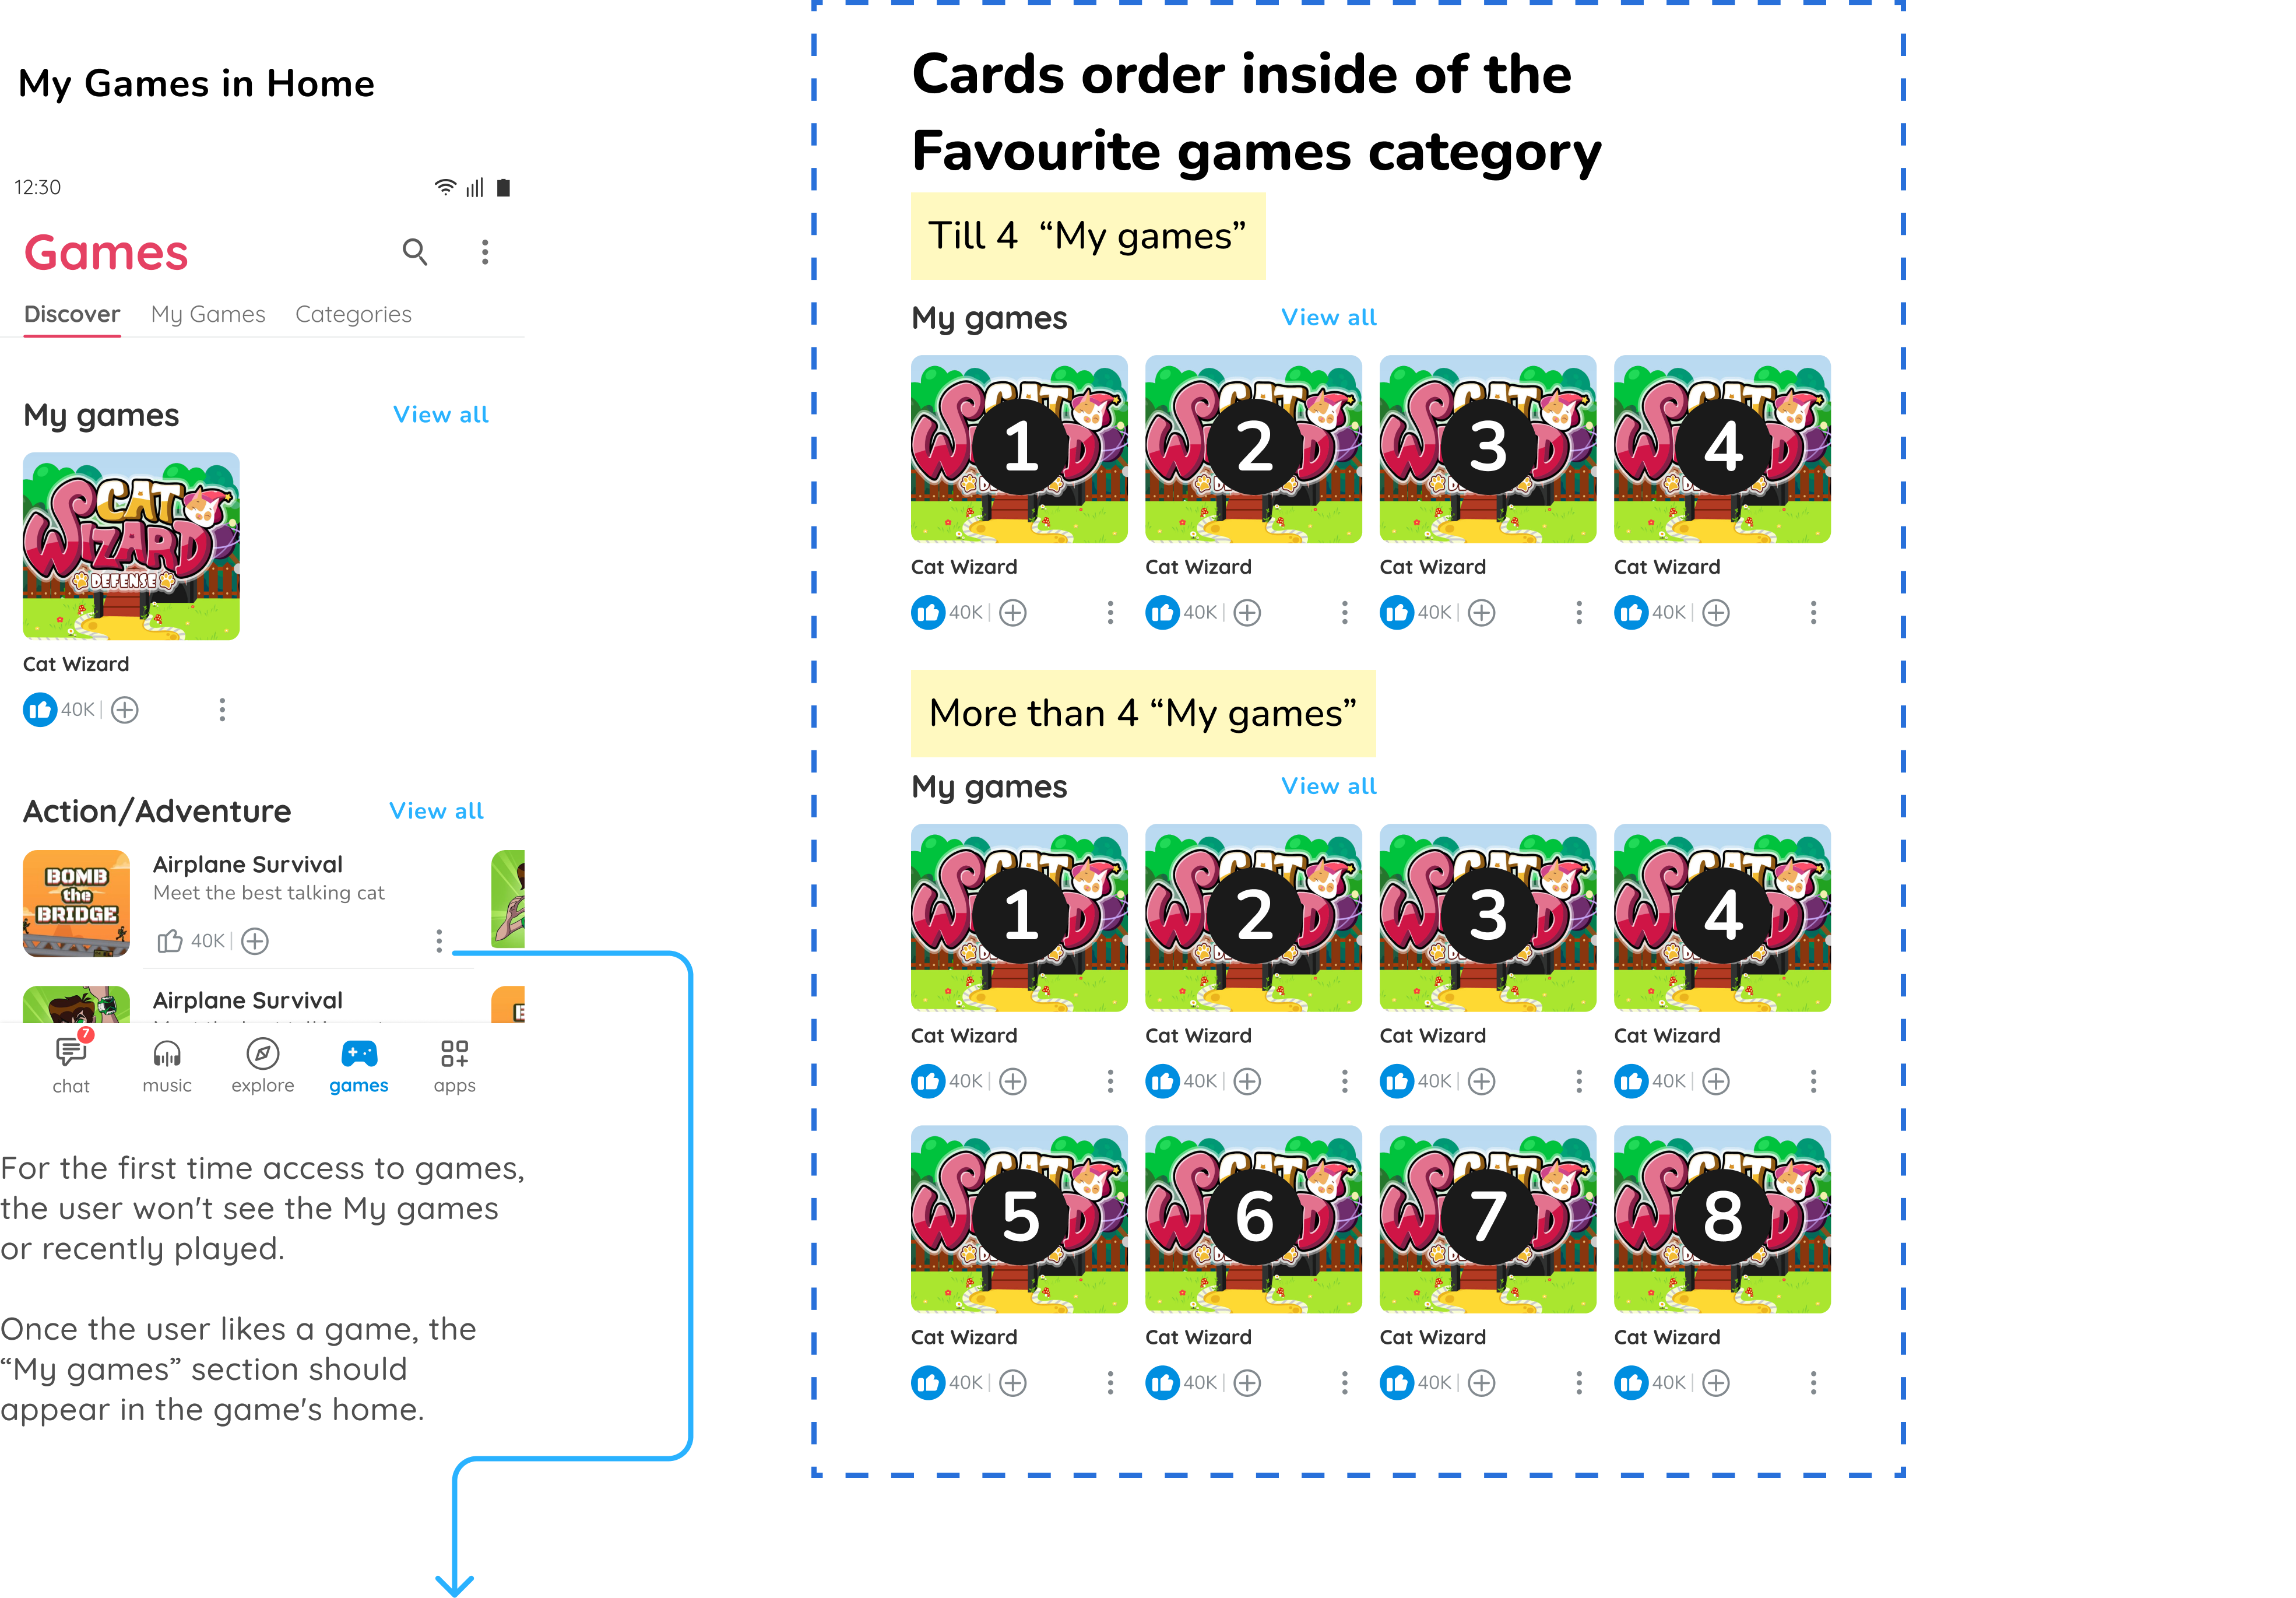 My Games in Home
12:30
Games
Discover My Games Categories
My games View all
CAT
WIZARD
DEFENSE
Cat Wizard
40K
Action/Adventure View all
BOMB
the
BRIDGE
Airplane Survival
Meet the best talking cat
40K
Airplane Survival
7
chat music explore games apps
For the first time access to games,
the user won't see the My games
or recently played.
Once the user likes a game, the
“My games” section should
appear in the game's home.
Cards order inside of the
Favourite games category
Till 4 “My games”
My games View all
1 2 3 4
Cat Wizard Cat Wizard Cat Wizard Cat Wizard
40K 40K 40K 40K
More than 4 “My games”
My games View all
1 2 3 4
Cat Wizard Cat Wizard Cat Wizard Cat Wizard
40K 40K 40K 40K
5 6 7 8
Cat Wizard Cat Wizard Cat Wizard Cat Wizard
40K 40K 40K 40K